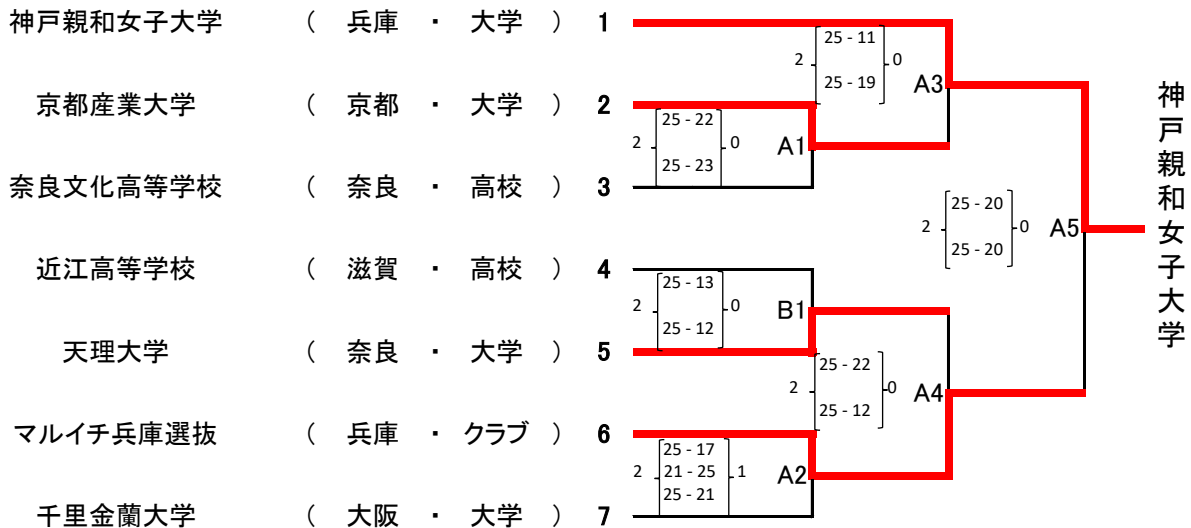 神戸親和女子大学 ( 兵庫 ・ 大学 ) 1
京都産業大学 ( 京都 ・ 大学 ) 2
奈良文化高等学校 ( 奈良 ・ 高校 ) 3
近江高等学校 ( 滋賀 ・ 高校 ) 4
天理大学 ( 奈良 ・ 大学 ) 5
マルイチ兵庫選抜 ( 兵庫 ・ クラブ ) 6
千里金蘭大学 ( 大阪 ・ 大学 ) 7
25 - 22
2 0 A1
25 - 23
25 - 13
2 0 B1
25 - 12
25 - 17
2 21 - 25 1 A2
25 - 21
25 - 11
2 0 A3
25 - 19
25 - 22
2 0 A4
25 - 12
25 - 20
2 0 A5
25 - 20
神戸親和女子大学